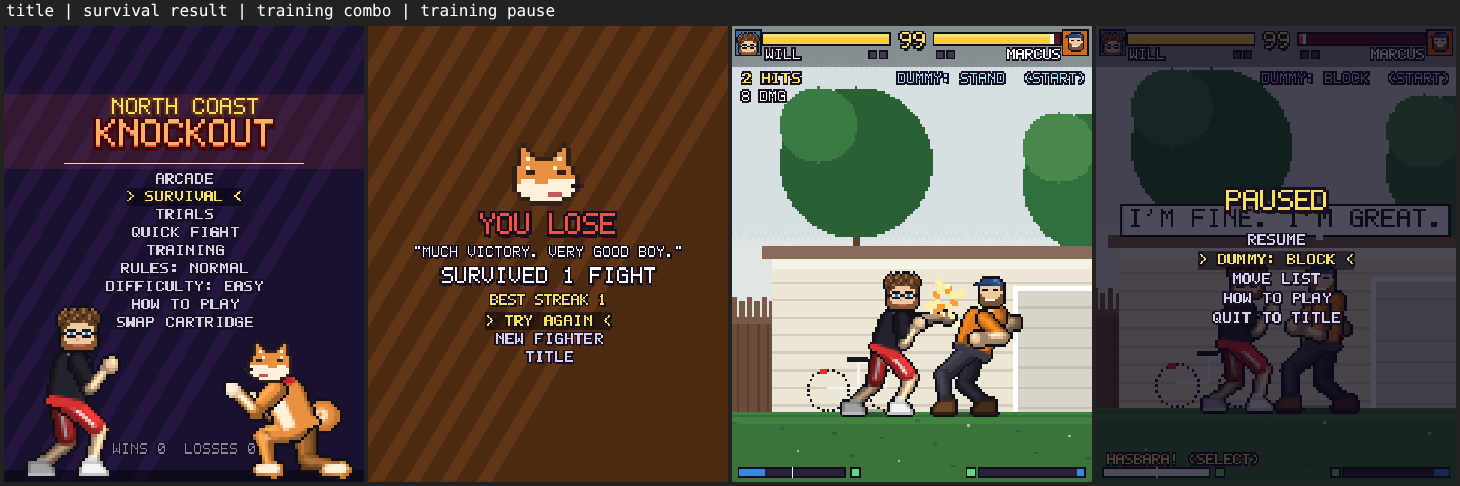 title | survival result | training combo | training pause
NORTH COAST
KNOCKOUT
ARCADE
> SURVIVAL <
TRIALS
QUICK FIGHT
TRAINING
RULES: NORMAL
DIFFICULTY: EASY
HOW TO PLAY
SWAP CARTRIDGE
WINS 0 LOSSES 0
YOU LOSE
"MUCH VICTORY. VERY GOOD BOY."
SURVIVED 1 FIGHT
BEST STREAK 1
> TRY AGAIN <
NEW FIGHTER
TITLE
99
WILL MARCUS
2 HITS
8 DMG
DUMMY: STAND (START)
99
WILL MARCUS
DUMMY: BLOCK (START)
PAUSED
I'M FINE. I'M GREAT.
RESUME
> DUMMY: BLOCK <
MOVE LIST
HOW TO PLAY
QUIT TO TITLE
HASBARA! (SELECT)